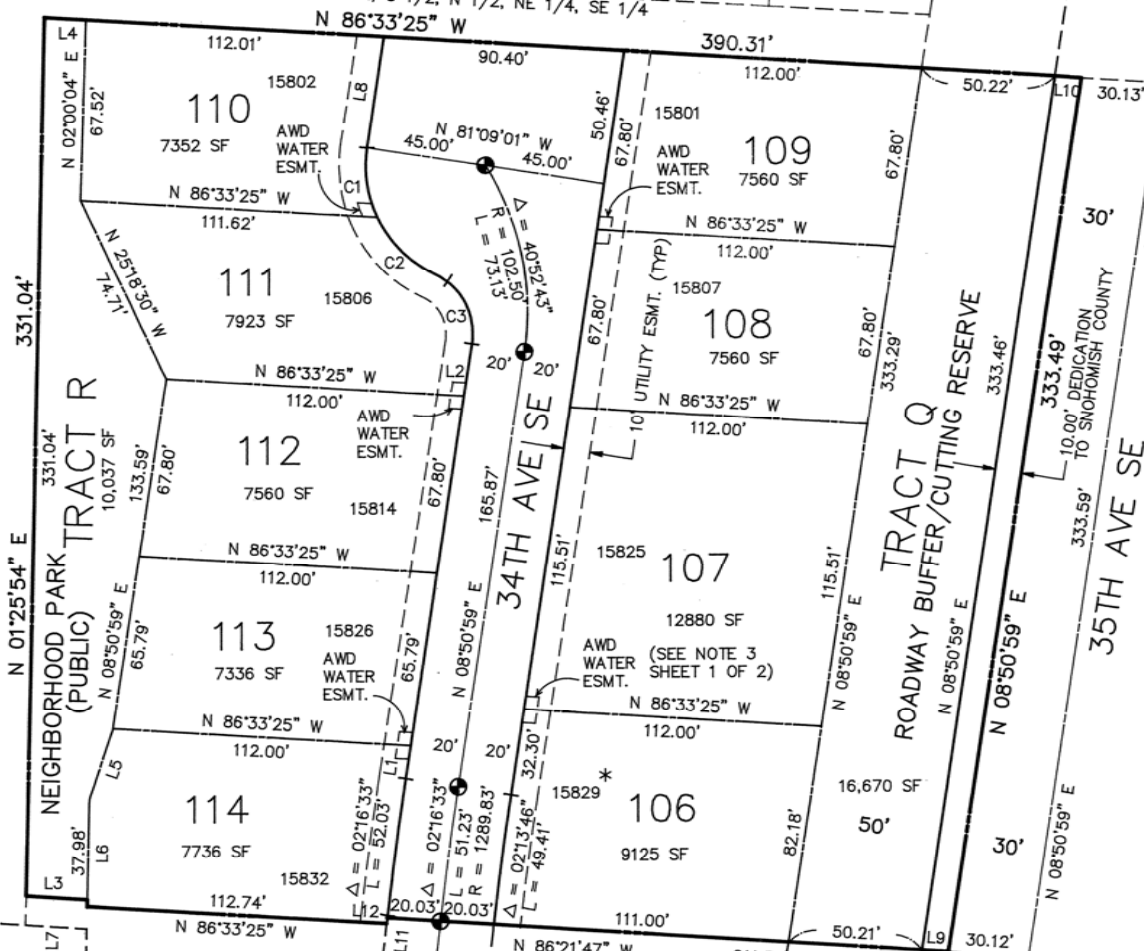 1/2, N 1/2, NE 1/4, SE 1/4
N 86°33'25" W
390.31'
L4
112.01'
90.40'
112.00'
50.22'
L10
30.13'
N 02°00'04" E
67.52'
110
15802
7352 SF
AWD
WATER
ESMT.
L8
N 81°09'01" W
45.00'
45.00'
50.46'
67.80'
15801
109
7560 SF
AWD
WATER
ESMT.
67.80'
30'
C1
N 86°33'25" W
111.62'
N 86°33'25" W
112.00'
Δ = 40°52'43"
R = 102.50'
L = 73.13'
C2
C3
N 25°18'30" W
74.71'
111
15806
7923 SF
331.04'
67.80'
10' UTILITY ESMT. (TYP)
15807
108
7560 SF
67.80'
333.29'
333.46'
333.49'
10.00' DEDICATION
TO SNOHOMISH COUNTY
20'
20'
L2
N 86°33'25" W
112.00'
N 86°33'25" W
112.00'
AWD
WATER
ESMT.
112
7560 SF
15814
67.80'
133.59'
67.80'
331.04'
TRACT R
10,037 SF
NEIGHBORHOOD PARK
(PUBLIC)
N 01°25'54" E
165.87'
34TH AVE SE
N 08°50'59" E
115.51'
15825
107
12880 SF
(SEE NOTE 3
SHEET 1 OF 2)
AWD
WATER
ESMT.
115.51'
N 08°50'59" E
TRACT Q
ROADWAY BUFFER/CUTTING RESERVE
N 08°50'59" E
N 08°50'59" E
333.59'
35TH AVE SE
N 86°33'25" W
112.00'
113
15826
7336 SF
AWD
WATER
ESMT.
N 08°50'59" E
65.79'
65.79'
N 86°33'25" W
112.00'
N 86°33'25" W
112.00'
L5
L1
20'
20'
32.30'
15829 *
106
9125 SF
82.18'
16,670 SF
50'
30'
N 08°50'59" E
114
7736 SF
15832
37.98'
L6
L3
Δ = 02°16'33"
L = 52.03'
Δ = 02°16'33"
L = 51.23'
R = 1289.83'
Δ = 02°13'46"
L = 49.41'
112.74'
L12
20.03'
20.03'
111.00'
50.21'
L9
30.12'
L7
N 86°33'25" W
L11
N 86°21'47" W